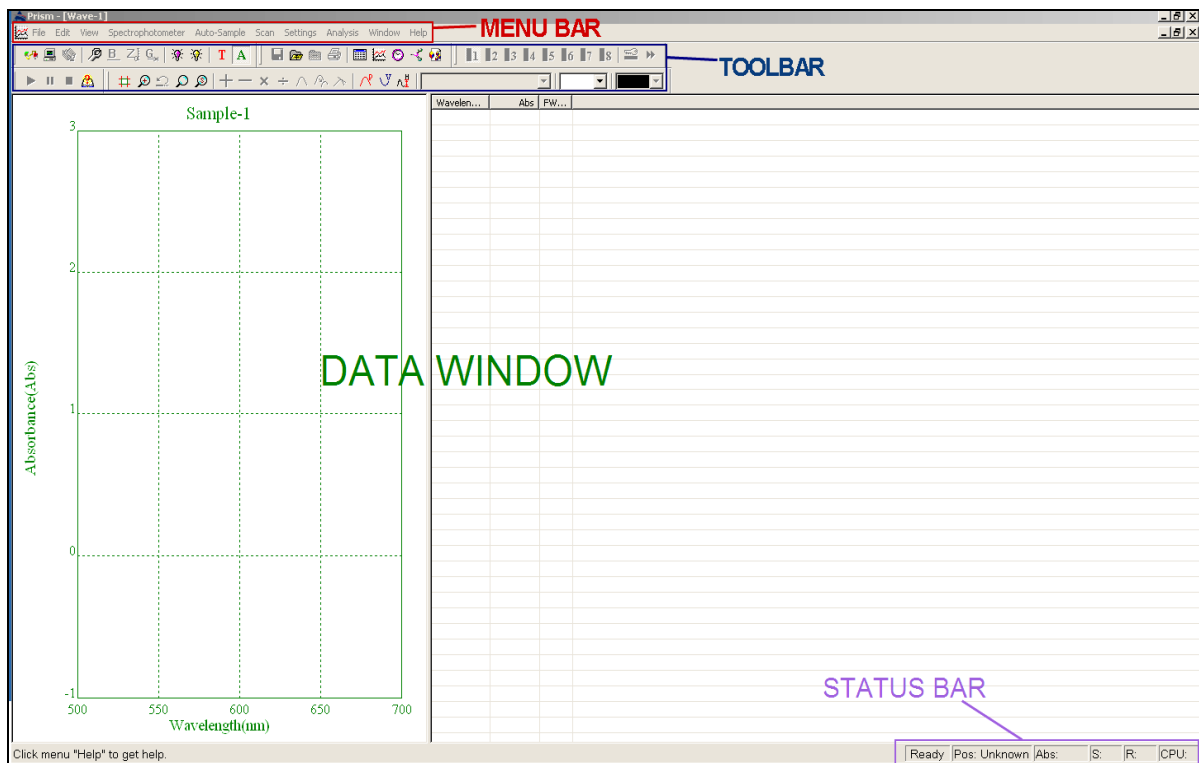 Prism - [Wave-1]
File Edit View Spectrophotometer Auto-Sample Scan Settings Analysis Window Help
MENU BAR
T A 1 2 3 4 5 6 7 8
TOOLBAR
Sample-1
Wavelen... Abs FW...
3
2
1
0
-1
Absorbance(Abs)
DATA WINDOW
500 550 600 650 700
Wavelength(nm)
STATUS BAR
Click menu "Help" to get help.
Ready Pos: Unknown Abs: S: R: CPU: